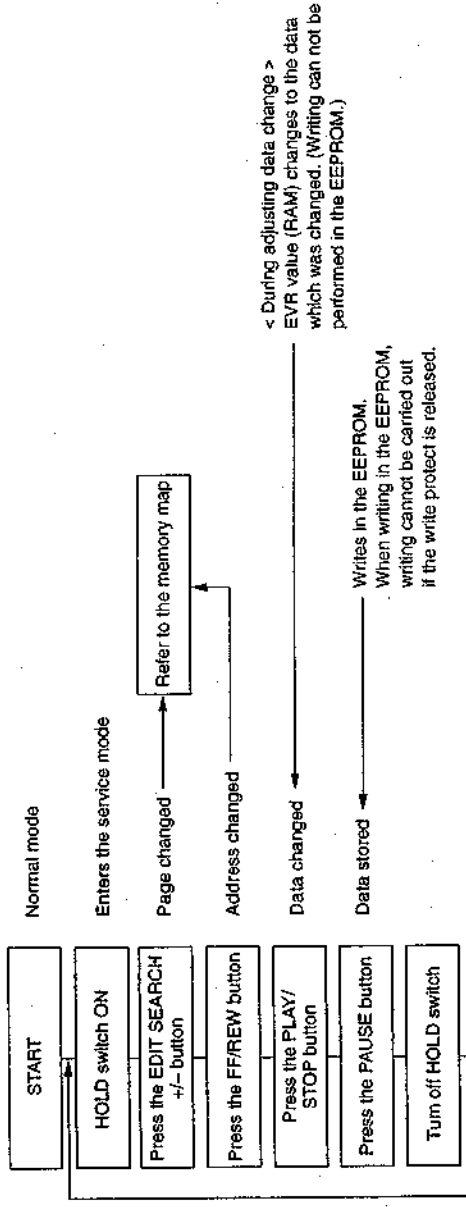 START
Normal mode
HOLD switch ON
Enters the service mode
Press the EDIT SEARCH
+/− button
Page changed
Refer to the memory map
Press the FF/REW button
Address changed
Press the PLAY/
STOP button
Data changed
< During adjusting data change >
EVR value (RAM) changes to the data
which was changed. (Writing can not be
performed in the EEPROM.)
Press the PAUSE button
Data stored
Writes in the EEPROM.
When writing in the EEPROM,
writing cannot be carried out
if the write protect is released.
Turn off HOLD switch